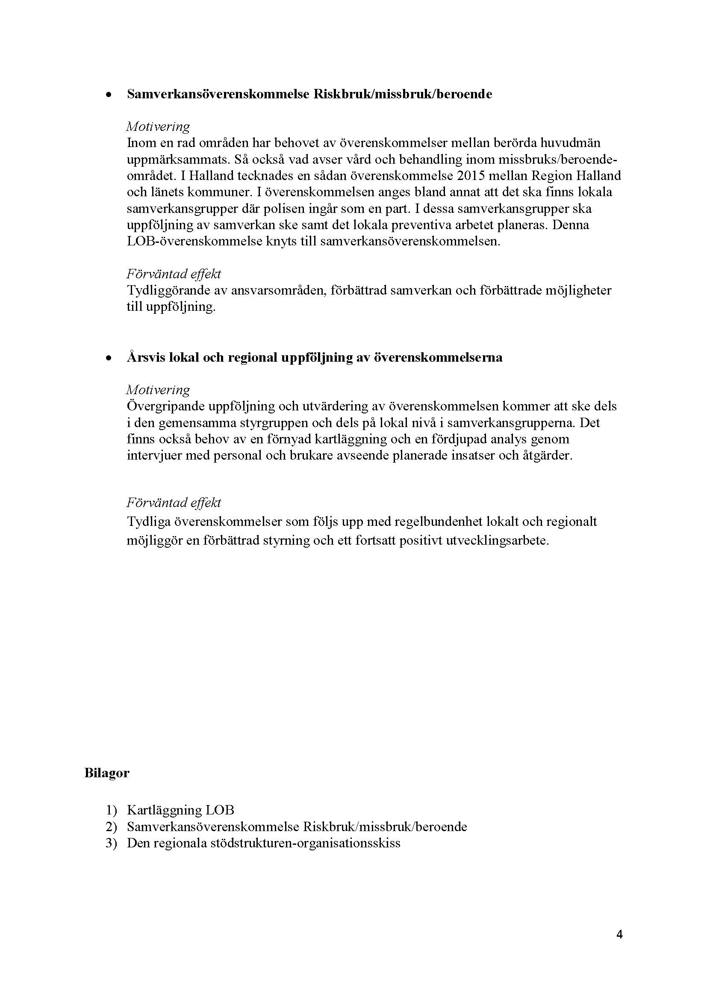 • Samverkansöverenskommelse Riskbruk/missbruk/beroende
Motivering
Inom en rad områden har behovet av överenskommelser mellan berörda huvudmän
uppmärksammats. Så också vad avser vård och behandling inom missbruks/beroende-
området. I Halland tecknades en sådan överenskommelse 2015 mellan Region Halland
och länets kommuner. I överenskommelsen anges bland annat att det ska finns lokala
samverkansgrupper där polisen ingår som en part. I dessa samverkansgrupper ska
uppföljning av samverkan ske samt det lokala preventiva arbetet planeras. Denna
LOB-överenskommelse knyts till samverkansöverenskommelsen.
Förväntad effekt
Tydliggörande av ansvarsområden, förbättrad samverkan och förbättrade möjligheter
till uppföljning.
• Årsvis lokal och regional uppföljning av överenskommelserna
Motivering
Övergripande uppföljning och utvärdering av överenskommelsen kommer att ske dels
i den gemensamma styrgruppen och dels på lokal nivå i samverkansgrupperna. Det
finns också behov av en förnyad kartläggning och en fördjupad analys genom
intervjuer med personal och brukare avseende planerade insatser och åtgärder.
Förväntad effekt
Tydliga överenskommelser som följs upp med regelbundenhet lokalt och regionalt
möjliggör en förbättrad styrning och ett fortsatt positivt utvecklingsarbete.
Bilagor
1) Kartläggning LOB
2) Samverkansöverenskommelse Riskbruk/missbruk/beroende
3) Den regionala stödstrukturen-organisationsskiss
4